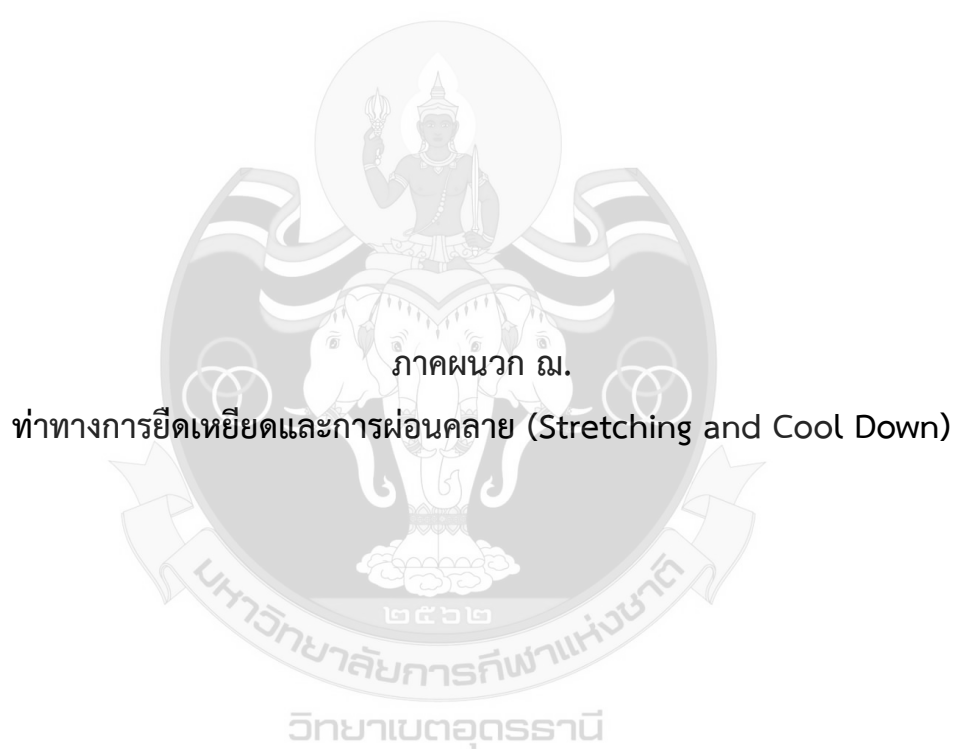 ภาคผนวก ฌ.
ท่าทางการยืดเหยียดและการผ่อนคลาย (Stretching and Cool Down)
๒๕๖๒
มหาวิทยาลัยการกีฬาแห่งชาติ
วิทยาเขตอุดรธานี